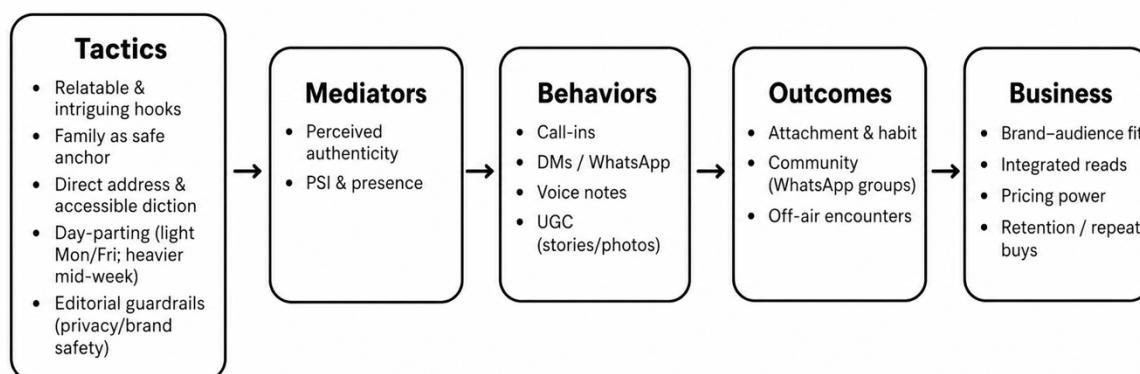 Tactics
• Relatable &
intriguing hooks
• Family as safe
anchor
• Direct address &
accessible diction
• Day-parting (light
Mon/Fri; heavier
mid-week)
• Editorial guardrails
(privacy/brand
safety)
Mediators
• Perceived
authenticity
• PSI & presence
Behaviors
• Call-ins
• DMs / WhatsApp
• Voice notes
• UGC
(stories/photos)
Outcomes
• Attachment & habit
• Community
(WhatsApp groups)
• Off-air encounters
Business
• Brand–audience fit
• Integrated reads
• Pricing power
• Retention / repeat
buys